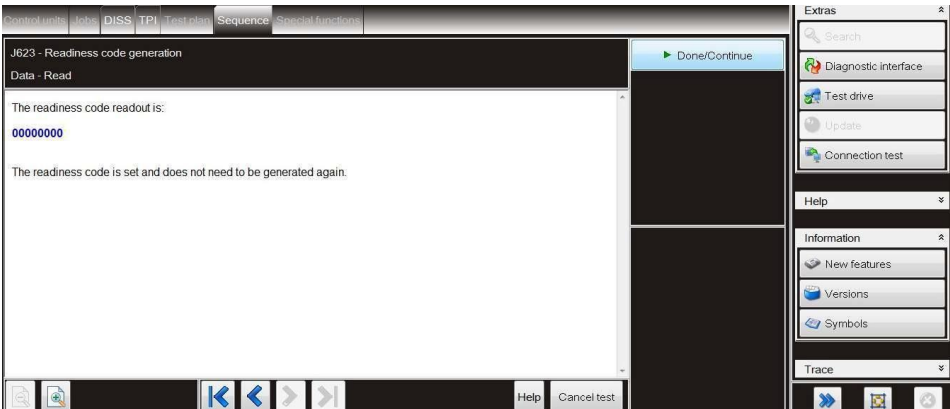 Control units Jobs DISS TPI Test plan Sequence Special functions
J623 - Readiness code generation
Data - Read
The readiness code readout is:
00000000
The readiness code is set and does not need to be generated again.
Done/Continue
Help Cancel test
Extras
Search
Diagnostic interface
Test drive
Update
Connection test
Help
Information
New features
Versions
Symbols
Trace